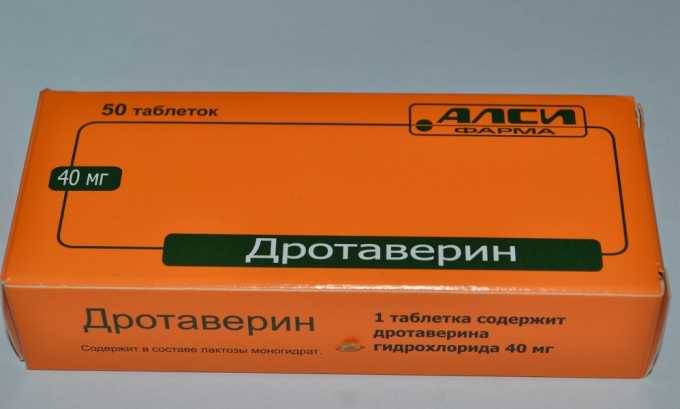 50 таблеток
АЛСИ
ФАРМА
40 мг
Дротаверин
Дротаверин
Содержит в составе лактозы моногидрат.
1 таблетка содержит
дротаверина
гидрохлорида 40 мг